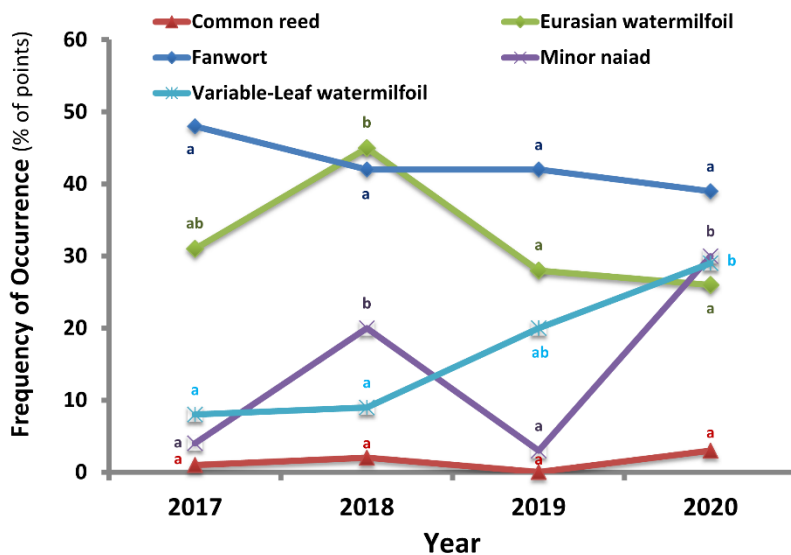 Common reed
Eurasian watermilfoil
Fanwort
Minor naiad
Variable-Leaf watermilfoil
Frequency of Occurrence (% of points)
60
50
40
30
20
10
0
a
b
a
a
a
ab
a
b
b
b
a
a
ab
a
a
a
a
a
a
a
2017
2018
2019
2020
Year